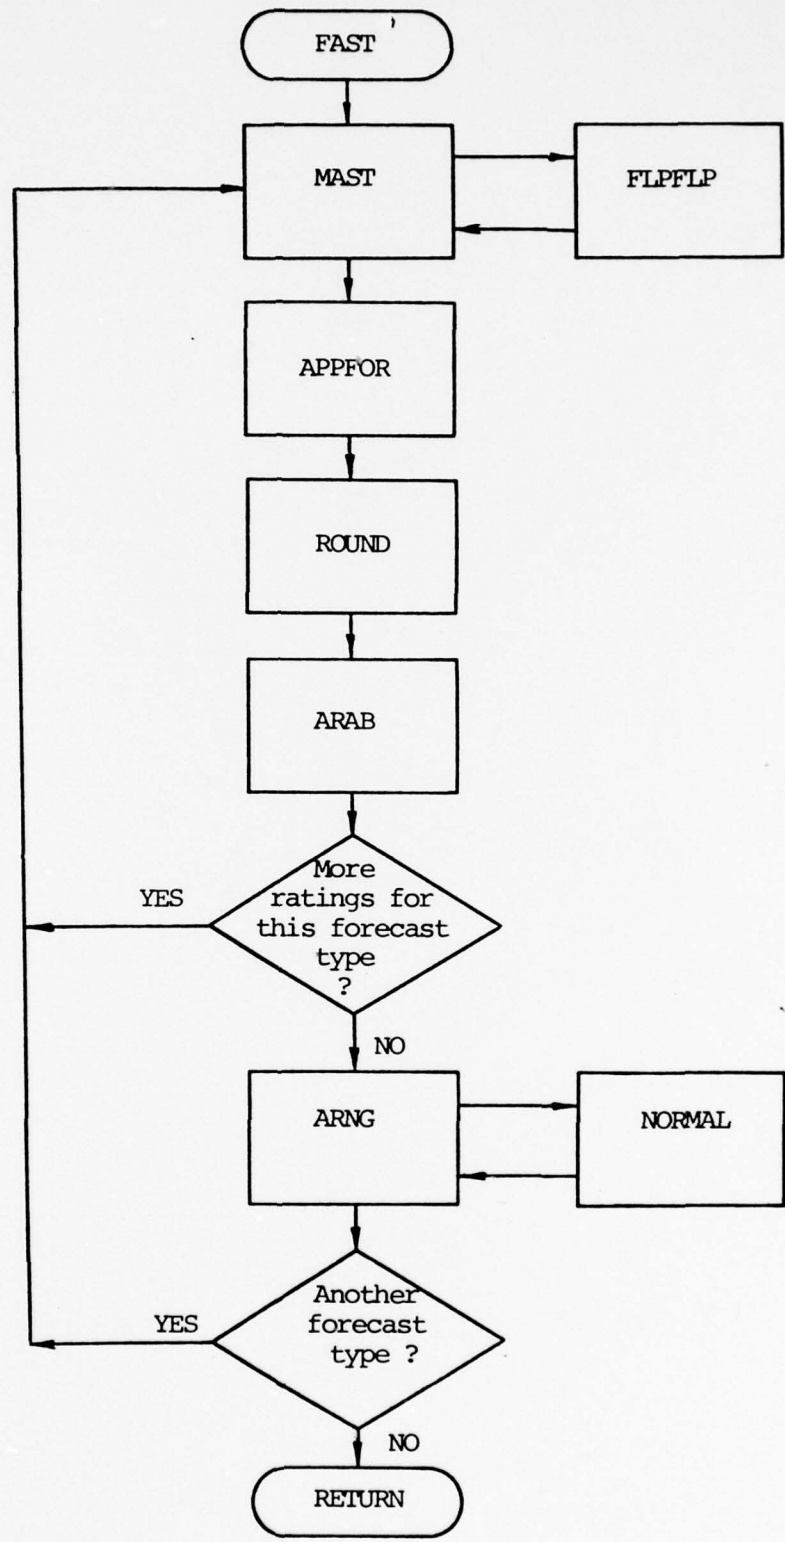 FAST
MAST
FLPFLP
APPFOR
ROUND
ARAB
More
ratings for
this forecast
type
?
YES
NO
ARNG
NORMAL
Another
forecast
type ?
YES
NO
RETURN